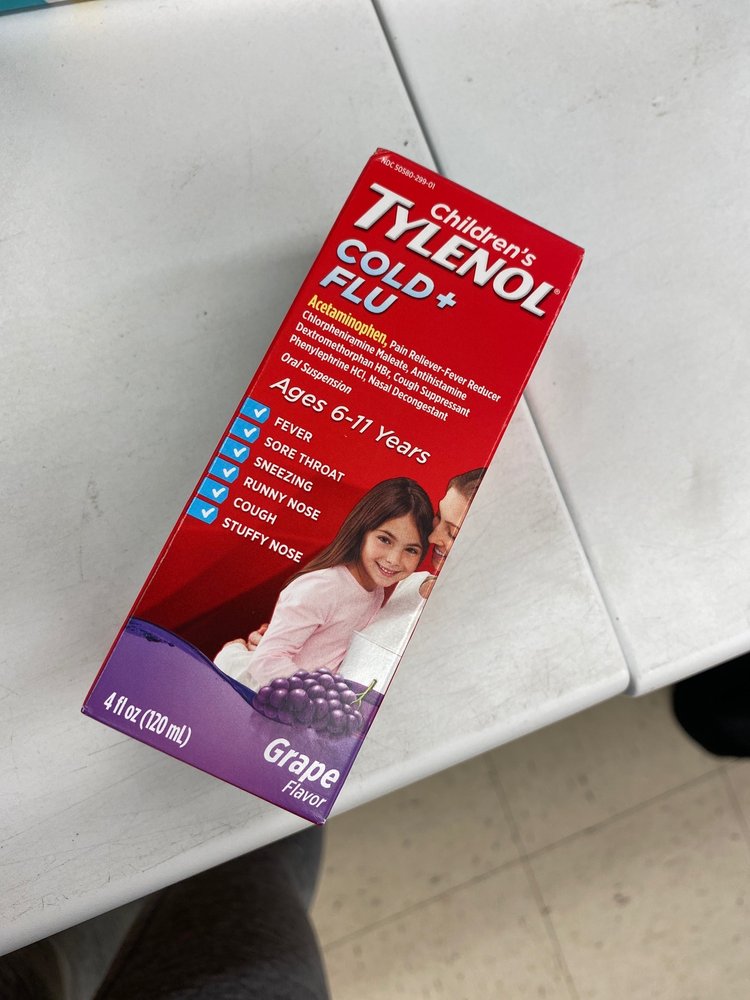 NDC 50580-299-01
Children's
TYLENOL®
COLD +
FLU
Acetaminophen, Pain Reliever-Fever Reducer
Chlorpheniramine Maleate, Antihistamine
Dextromethorphan HBr, Cough Suppressant
Phenylephrine HCl, Nasal Decongestant
Oral Suspension
Ages 6-11 Years
FEVER
SORE THROAT
SNEEZING
RUNNY NOSE
COUGH
STUFFY NOSE
4 fl oz (120 mL)
Grape
Flavor